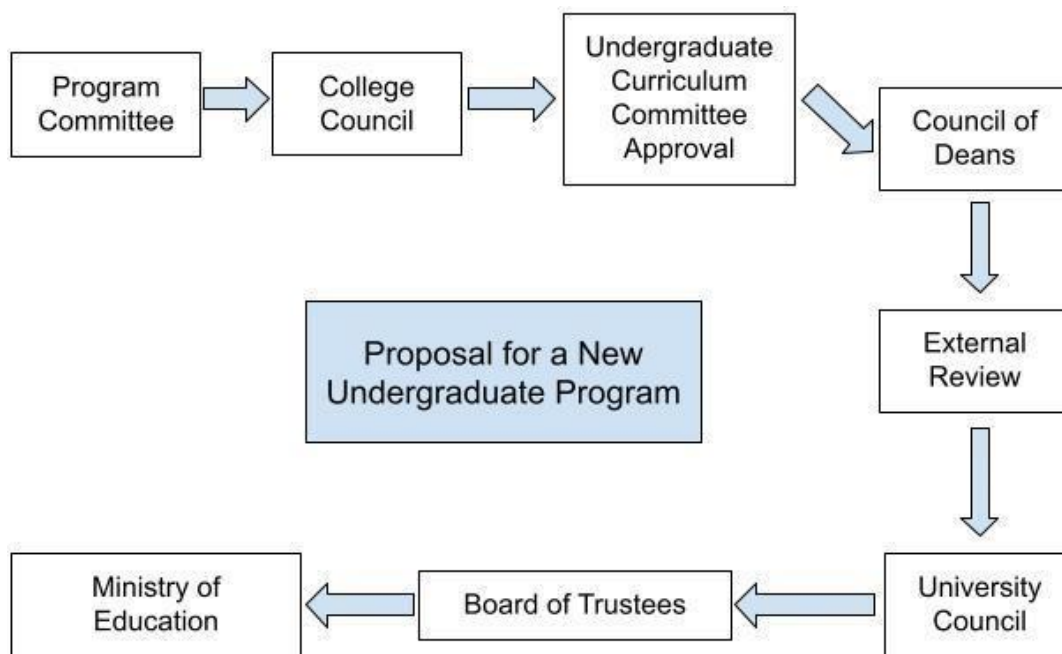 Program
Committee
College
Council
Undergraduate
Curriculum
Committee
Approval
Council of
Deans
External
Review
Proposal for a New
Undergraduate Program
University
Council
Board of Trustees
Ministry of
Education